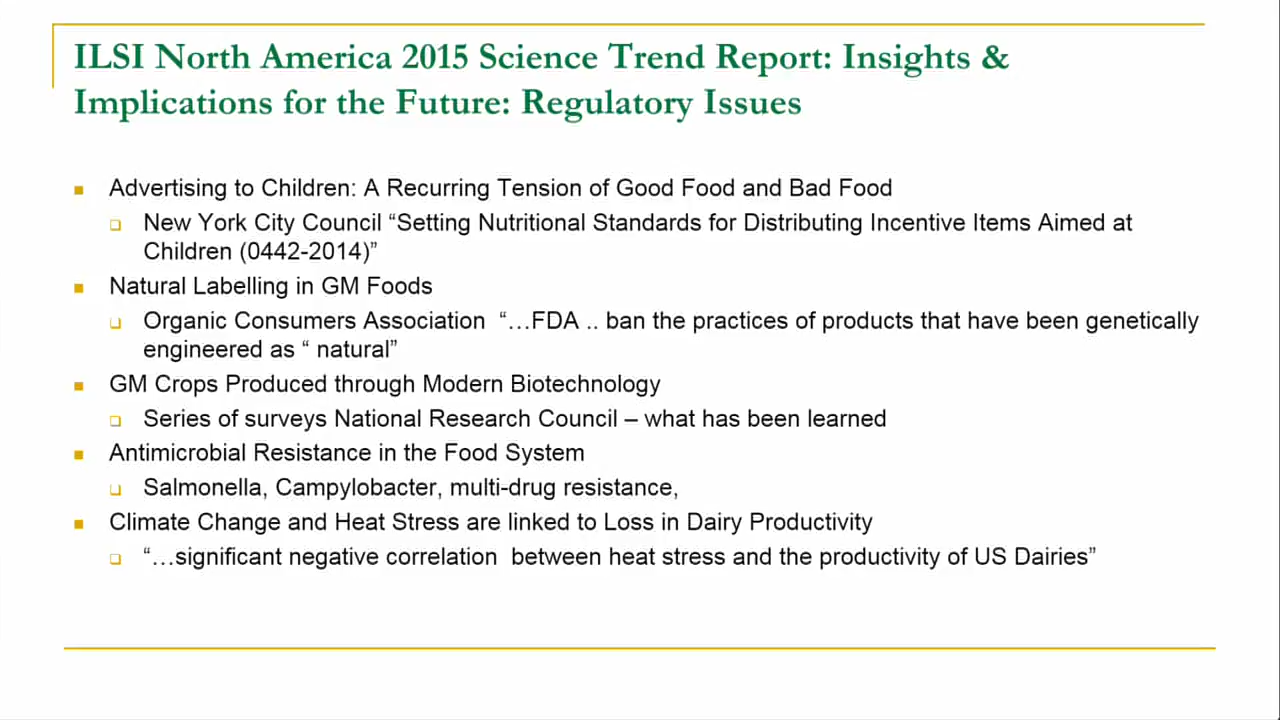 ILSI North America 2015 Science Trend Report: Insights &
Implications for the Future: Regulatory Issues
Advertising to Children: A Recurring Tension of Good Food and Bad Food
New York City Council “Setting Nutritional Standards for Distributing Incentive Items Aimed at
Children (0442-2014)”
Natural Labelling in GM Foods
Organic Consumers Association “…FDA .. ban the practices of products that have been genetically
engineered as “ natural”
GM Crops Produced through Modern Biotechnology
Series of surveys National Research Council – what has been learned
Antimicrobial Resistance in the Food System
Salmonella, Campylobacter, multi-drug resistance,
Climate Change and Heat Stress are linked to Loss in Dairy Productivity
“…significant negative correlation between heat stress and the productivity of US Dairies”